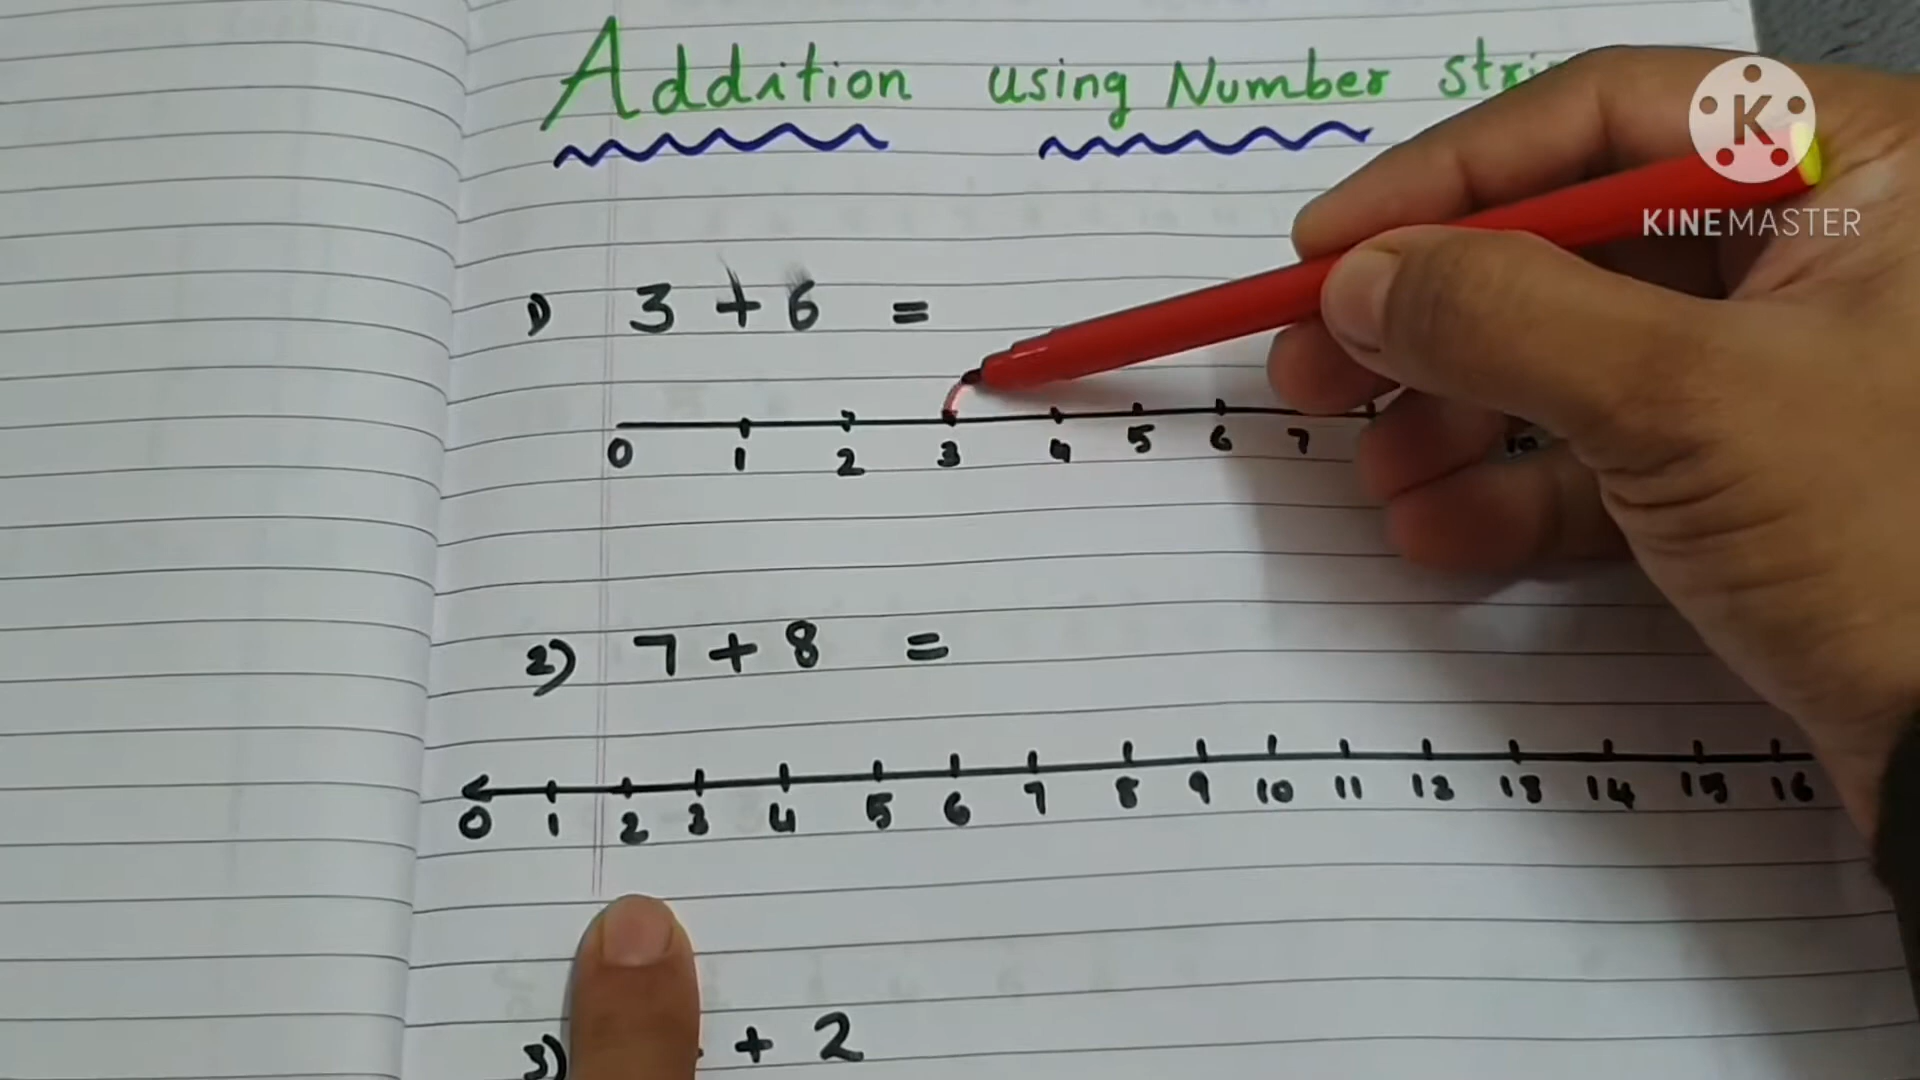 Addition using Number
K
KINEMASTER
1) 3 + 6 =
0 1 2 3 4 5 6 7 10
2) 7 + 8 =
0 1 2 3 4 5 6 7 8 9 10 11 12 13 14 15 16
3) + 2